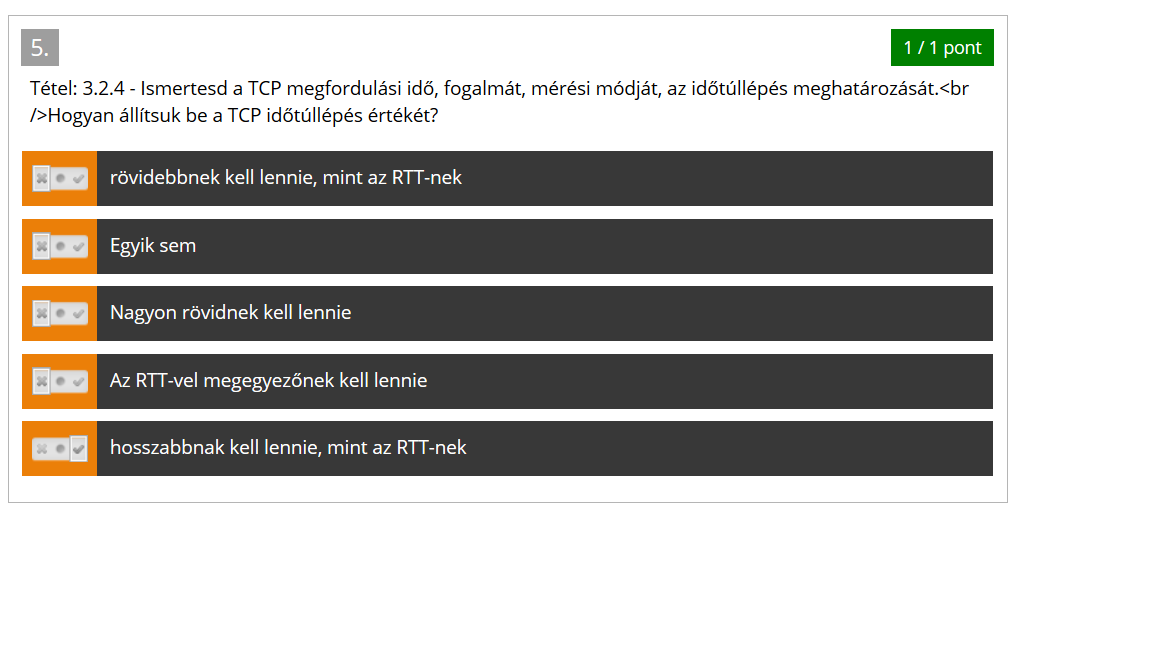 5.
1 / 1 pont
Tétel: 3.2.4 - Ismertesd a TCP megfordulási idő, fogalmát, mérési módját, az időtúllépés meghatározását.<br
/>Hogyan állítsuk be a TCP időtúllépés értékét?
rövidebbnek kell lennie, mint az RTT-nek
Egyik sem
Nagyon rövidnek kell lennie
Az RTT-vel megegyezőnek kell lennie
hosszabbnak kell lennie, mint az RTT-nek